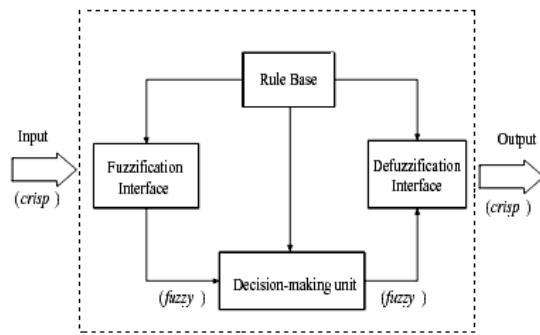 Rule Base
Input
Output
Fuzzification
Interface
Defuzzification
Interface
(crisp )
(crisp )
Decision-making unit
(fuzzy )
(fuzzy )